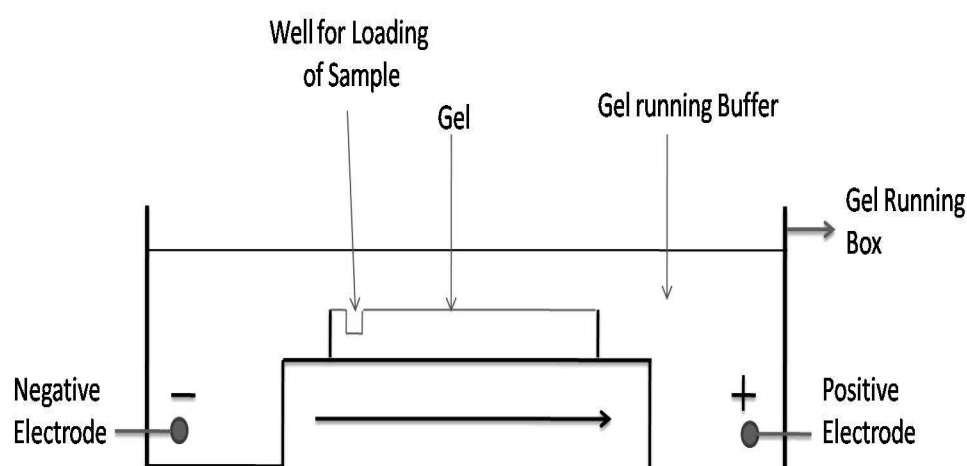 Well for Loading
of Sample
Gel
Gel running Buffer
Gel Running
Box
Negative
Electrode
−
+
Positive
Electrode